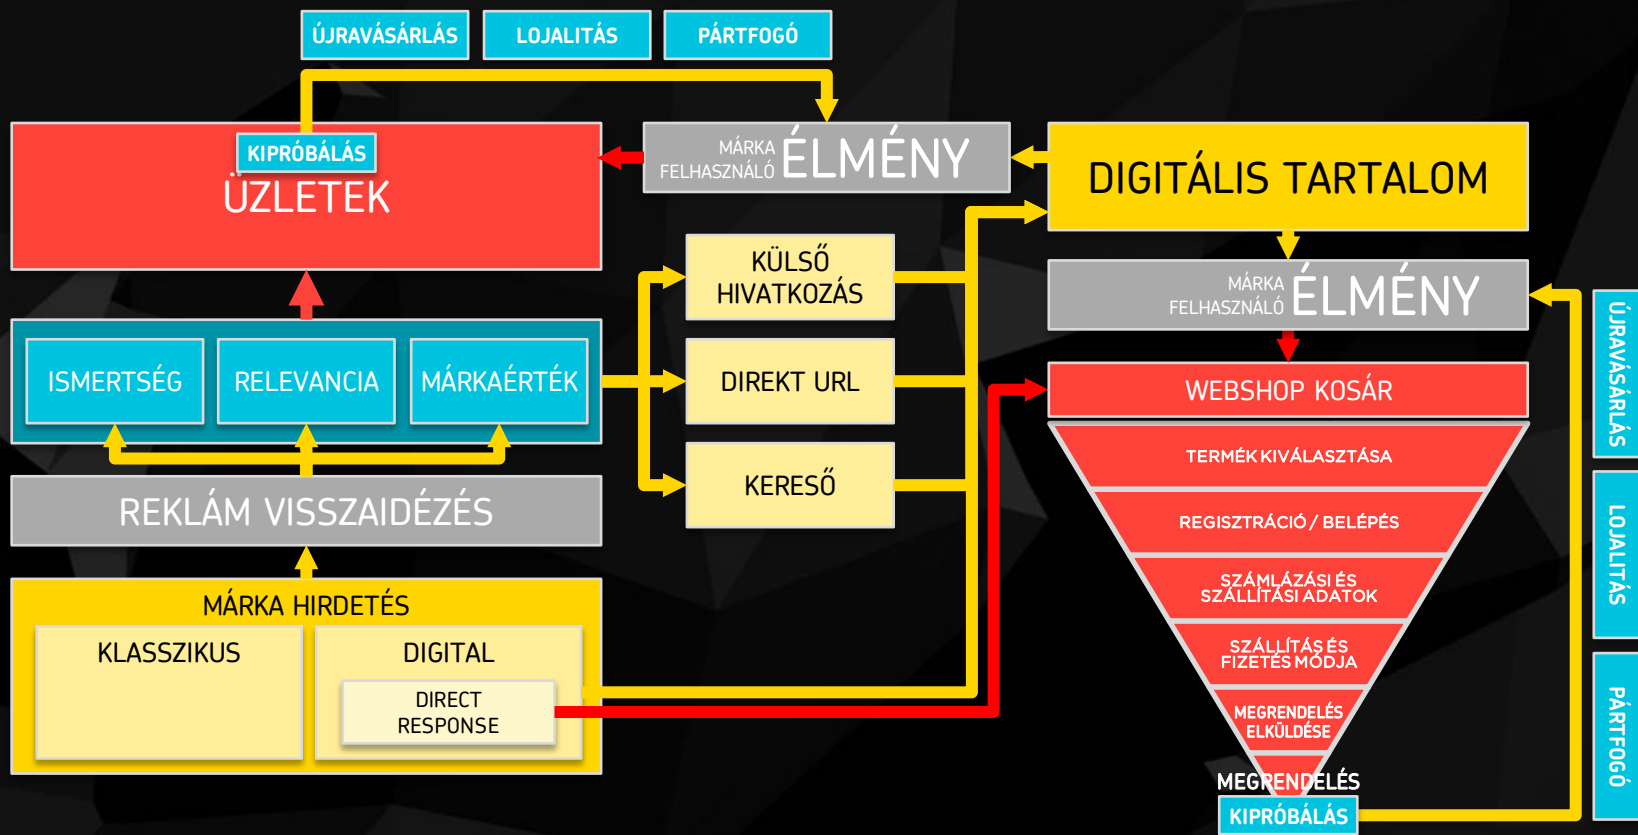 ÚJRAVÁSÁRLÁS
LOJALITÁS
PÁRTFOGÓ
KIPRÓBÁLÁS
ÜZLETEK
MÁRKA
FELHASZNÁLÓ
ÉLMÉNY
DIGITÁLIS TARTALOM
KÜLSŐ
HIVATKOZÁS
MÁRKA
FELHASZNÁLÓ
ÉLMÉNY
ISMERTSÉG
RELEVANCIA
MÁRKAÉRTÉK
DIREKT URL
WEBSHOP KOSÁR
KERESŐ
REKLÁM VISSZAIDÉZÉS
MÁRKA HIRDETÉS
KLASSZIKUS
DIGITAL
DIRECT
RESPONSE
TERMÉK KIVÁLASZTÁSA
REGISZTRÁCIÓ / BELÉPÉS
SZÁMLÁZÁSI ÉS
SZÁLLÍTÁSI ADATOK
SZÁLLÍTÁS ÉS
FIZETÉS MÓDJA
MEGRENDELÉS
ELKÜLDÉSE
MEGRENDELÉS
KIPRÓBÁLÁS
ÚJRAVÁSÁRLÁS
LOJALITÁS
PÁRTFOGÓ